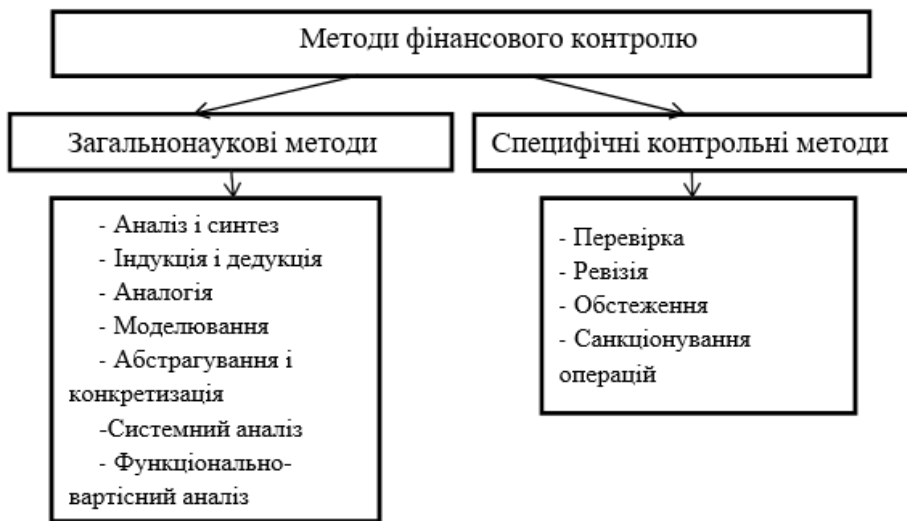 Методи фінансового контролю
Загальнонаукові методи
Специфічні контрольні методи
- Аналіз і синтез
- Індукція і дедукція
- Аналогія
- Моделювання
- Абстрагування і
конкретизація
-Системний аналіз
- Функціонально-
вартісний аналіз
- Перевірка
- Ревізія
- Обстеження
- Санкціонування
операцій